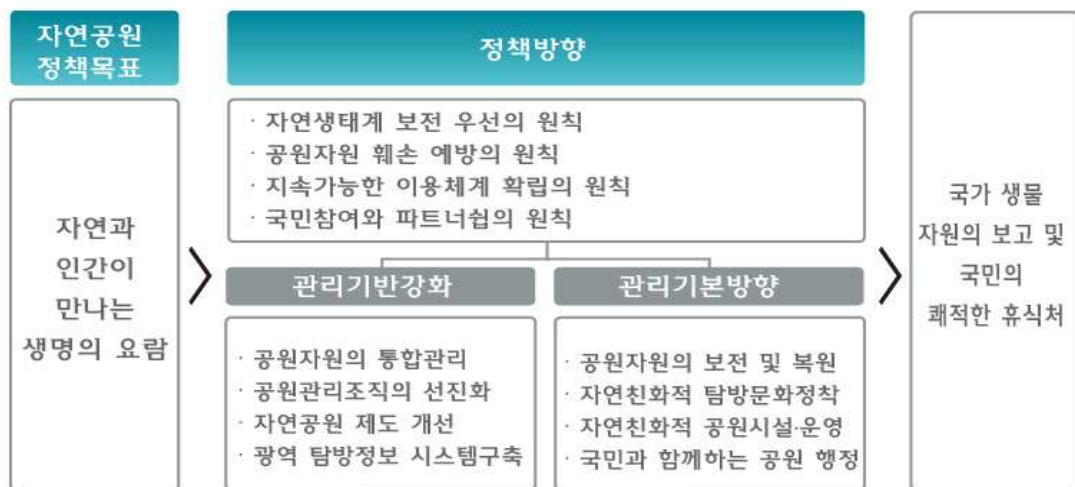 자연공원
정책목표
자연과
인간이
만나는
생명의 요람
정책방향
· 자연생태계 보전 우선의 원칙
· 공원자원 훼손 예방의 원칙
· 지속가능한 이용체계 확립의 원칙
· 국민참여와 파트너쉽의 원칙
관리기반강화
· 공원자원의 통합관리
· 공원관리조직의 선진화
· 자연공원 제도 개선
· 광역 탐방정보 시스템구축
관리기본방향
· 공원자원의 보전 및 복원
· 자연친화적 탐방문화정착
· 자연친화적 공원시설·운영
· 국민과 함께하는 공원 행정
국가 생물
자원의 보고 및
국민의
쾌적한 휴식처